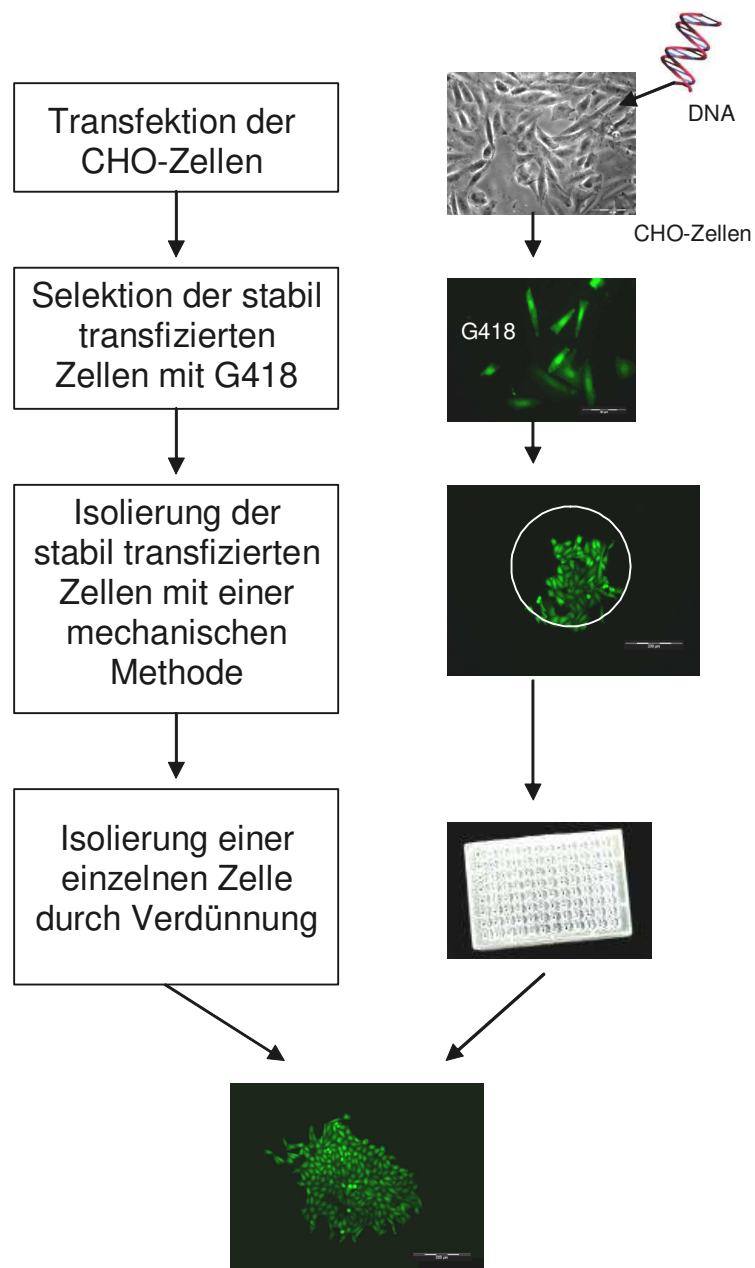 Transfektion der
CHO-Zellen
DNA
CHO-Zellen
Selektion der stabil
transfizierten
Zellen mit G418
G418
Isolierung der
stabil transfizierten
Zellen mit einer
mechanischen
Methode
Isolierung einer
einzelnen Zelle
durch Verdünnung